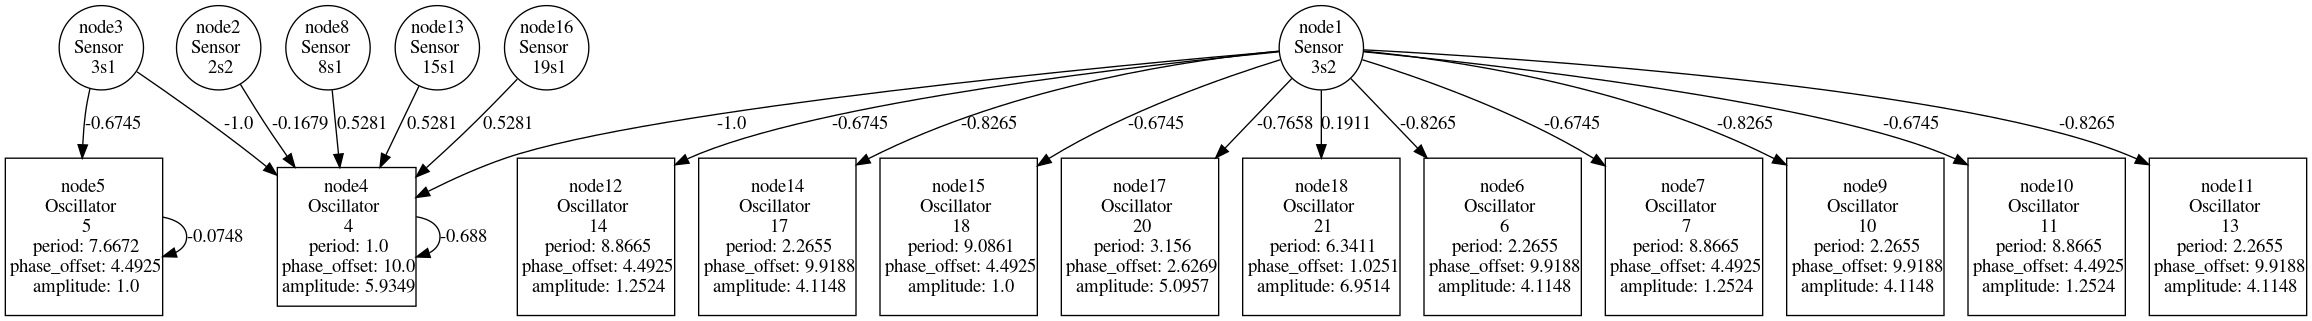 node3
Sensor
3s1
node2
Sensor
2s2
node8
Sensor
8s1
node13
Sensor
15s1
node16
Sensor
19s1
node1
Sensor
3s2
-0.6745
-1.0
-0.1679
0.5281
0.5281
0.5281
-1.0
-0.6745
-0.8265
-0.6745
-0.7658
0.1911
-0.8265
-0.6745
-0.8265
-0.6745
-0.8265
node5
Oscillator
5
period: 7.6672
phase_offset: 4.4925
amplitude: 1.0
-0.0748
node4
Oscillator
4
period: 1.0
phase_offset: 10.0
amplitude: 5.9349
-0.688
node12
Oscillator
14
period: 8.8665
phase_offset: 4.4925
amplitude: 1.2524
node14
Oscillator
17
period: 2.2655
phase_offset: 9.9188
amplitude: 4.1148
node15
Oscillator
18
period: 9.0861
phase_offset: 4.4925
amplitude: 1.0
node17
Oscillator
20
period: 3.156
phase_offset: 2.6269
amplitude: 5.0957
node18
Oscillator
21
period: 6.3411
phase_offset: 1.0251
amplitude: 6.9514
node6
Oscillator
6
period: 2.2655
phase_offset: 9.9188
amplitude: 4.1148
node7
Oscillator
7
period: 8.8665
phase_offset: 4.4925
amplitude: 1.2524
node9
Oscillator
10
period: 2.2655
phase_offset: 9.9188
amplitude: 4.1148
node10
Oscillator
11
period: 8.8665
phase_offset: 4.4925
amplitude: 1.2524
node11
Oscillator
13
period: 2.2655
phase_offset: 9.9188
amplitude: 4.1148